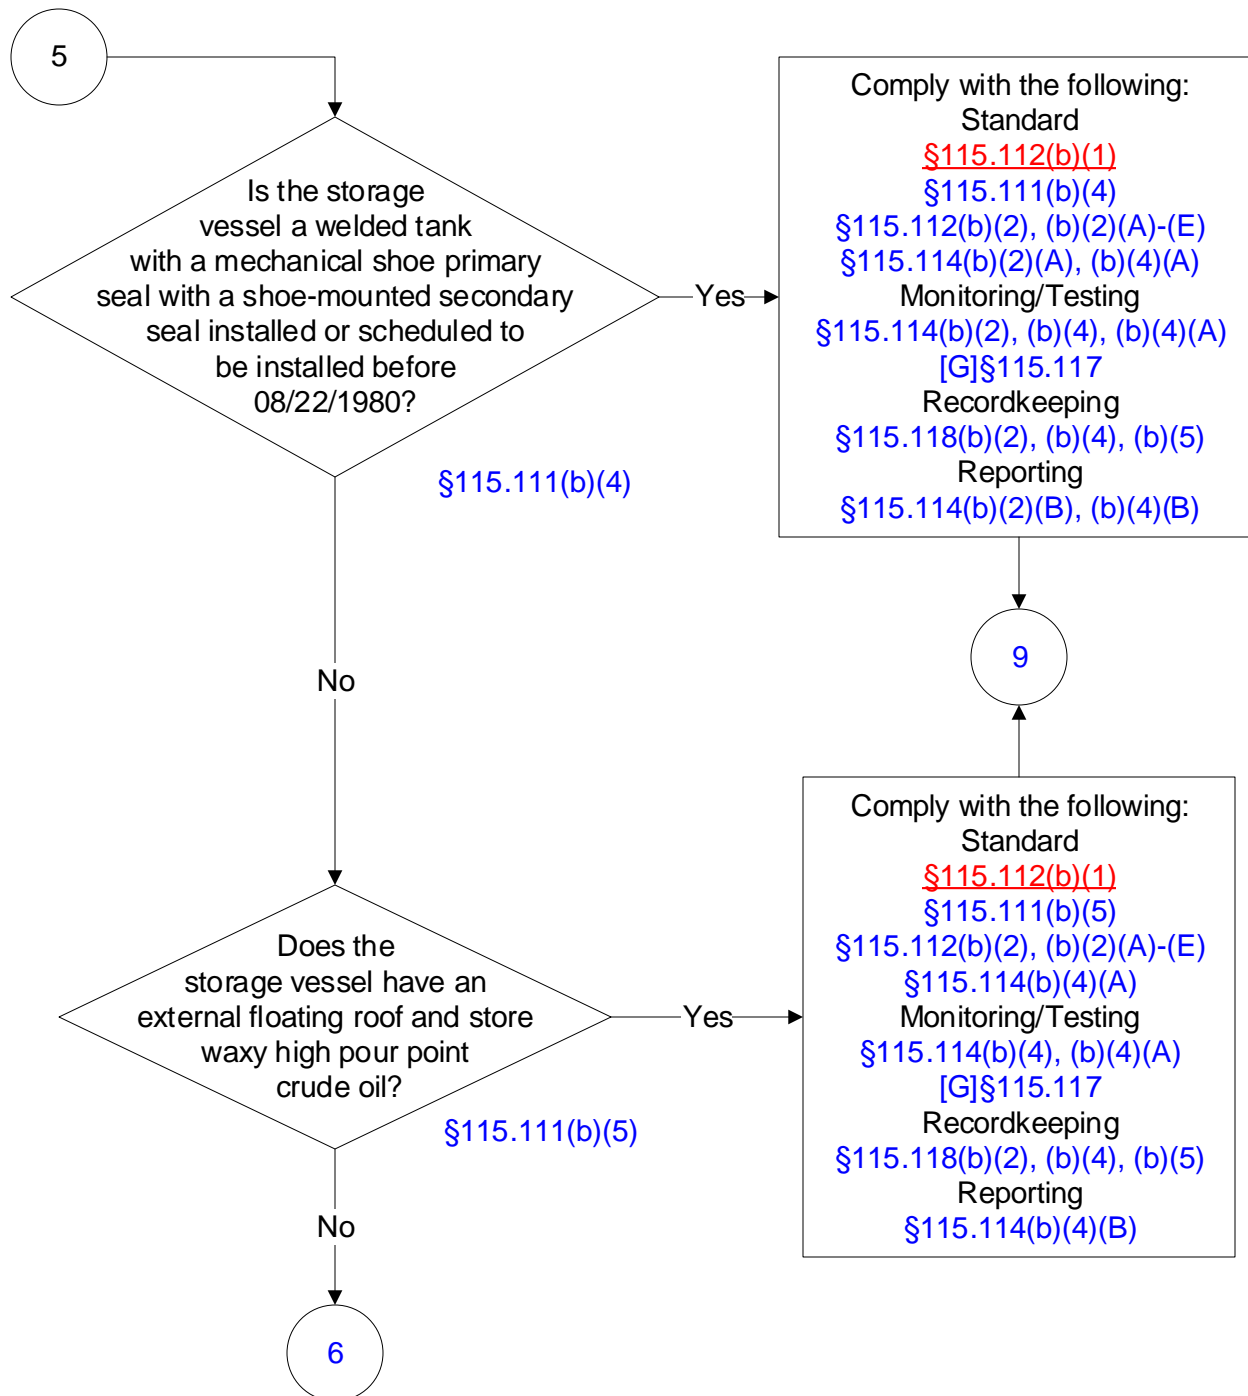 5
Is the storage
vessel a welded tank
with a mechanical shoe primary
seal with a shoe-mounted secondary
seal installed or scheduled to
be installed before
08/22/1980?
§115.111(b)(4)
Yes
Comply with the following:
Standard
§115.112(b)(1)
§115.111(b)(4)
§115.112(b)(2), (b)(2)(A)-(E)
§115.114(b)(2)(A), (b)(4)(A)
Monitoring/Testing
§115.114(b)(2), (b)(4), (b)(4)(A)
[G]§115.117
Recordkeeping
§115.118(b)(2), (b)(4), (b)(5)
Reporting
§115.114(b)(2)(B), (b)(4)(B)
9
No
Does the
storage vessel have an
external floating roof and store
waxy high pour point
crude oil?
§115.111(b)(5)
Yes
Comply with the following:
Standard
§115.112(b)(1)
§115.111(b)(5)
§115.112(b)(2), (b)(2)(A)-(E)
§115.114(b)(4)(A)
Monitoring/Testing
§115.114(b)(4), (b)(4)(A)
[G]§115.117
Recordkeeping
§115.118(b)(2), (b)(4), (b)(5)
Reporting
§115.114(b)(4)(B)
No
6